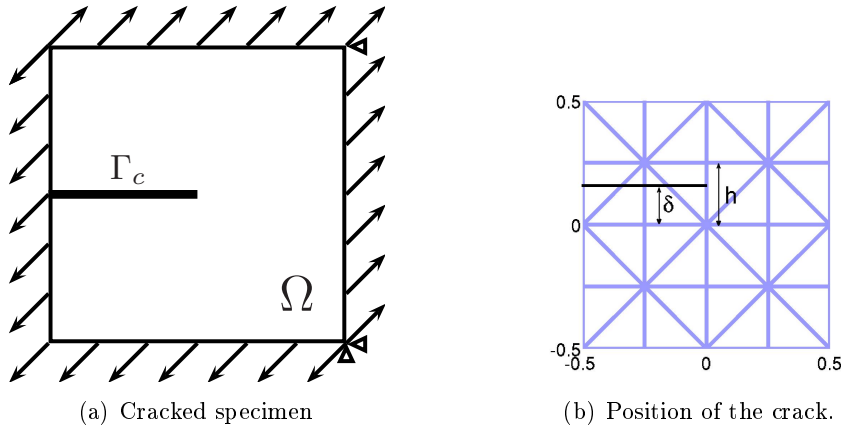 Γc
Ω
(a) Cracked specimen
0.5
δ
h
0
-0.5
-0.5
0
0.5
(b) Position of the crack.